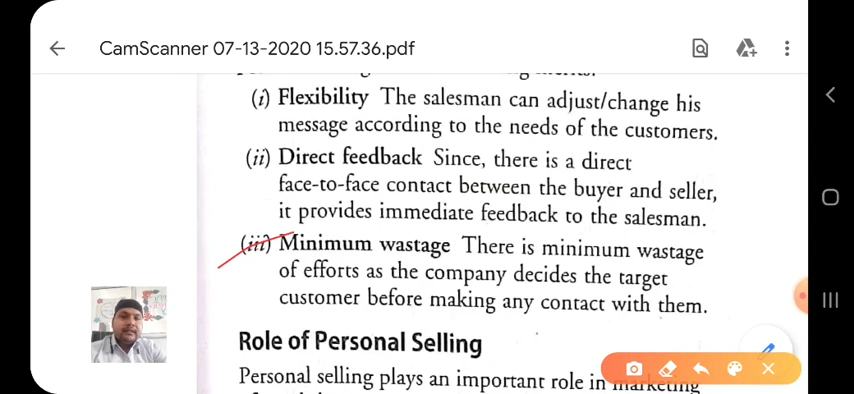 CamScanner 07-13-2020 15.57.36.pdf
(i) Flexibility The salesman can adjust/change his
message according to the needs of the customers.
(ii) Direct feedback Since, there is a direct
face-to-face contact between the buyer and seller,
it provides immediate feedback to the salesman.
(iii) Minimum wastage There is minimum wastage
of efforts as the company decides the target
customer before making any contact with them.
Role of Personal Selling
Personal selling plays an important role in marketing